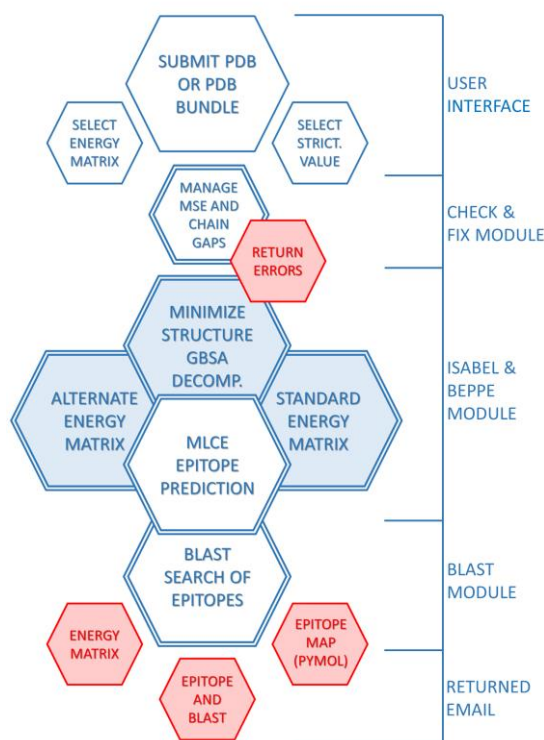 SUBMIT PDB
OR PDB
BUNDLE
SELECT
ENERGY
MATRIX
SELECT
STRICT.
VALUE
USER
INTERFACE
MANAGE
MSE AND
CHAIN
GAPS
RETURN
ERRORS
CHECK &
FIX MODULE
MINIMIZE
STRUCTURE
GBSA
DECOMP.
ALTERNATE
ENERGY
MATRIX
STANDARD
ENERGY
MATRIX
MLCE
EPITOPE
PREDICTION
ISABEL &
BEPPE
MODULE
BLAST
SEARCH OF
EPITOPES
BLAST
MODULE
ENERGY
MATRIX
EPITOPE
AND
BLAST
EPITOPE
MAP
(PYMOL)
RETURNED
EMAIL